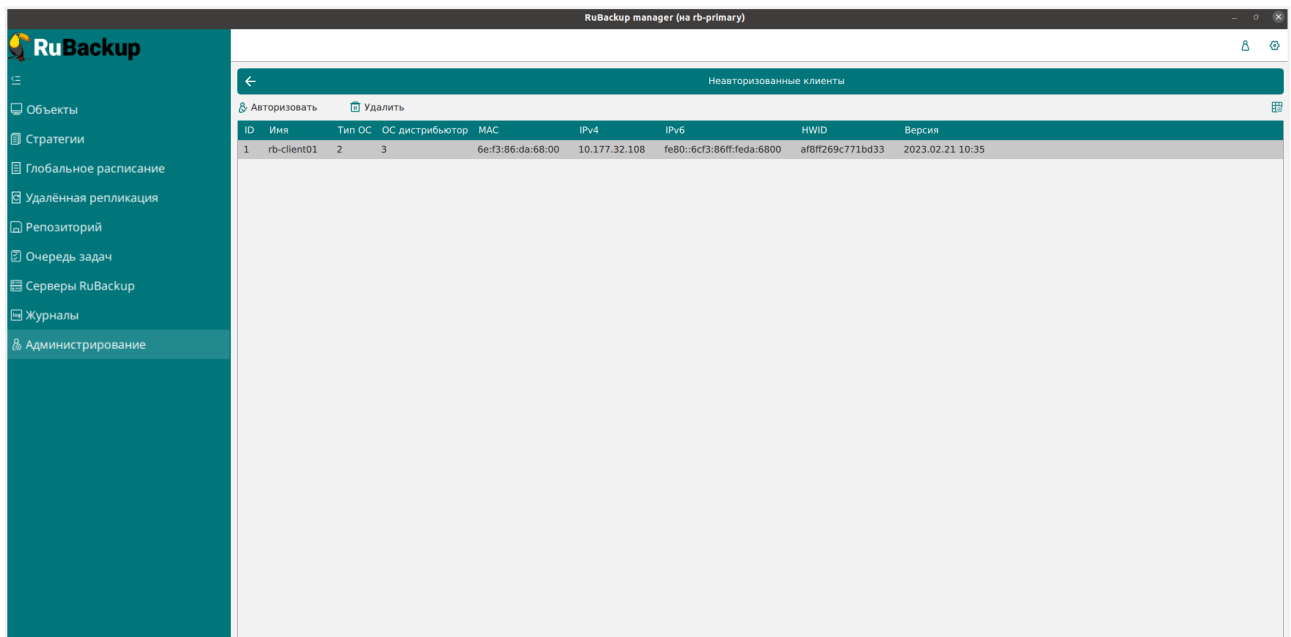 RuBackup manager (на rb-primary)
RuBackup
Объекты
Стратегии
Глобальное расписание
Удалённая репликация
Репозиторий
Очередь задач
Серверы RuBackup
Журналы
Администрирование
Неавторизованные клиенты
Авторизовать Удалить
ID Имя Тип ОС ОС дистрибьютор MAC IPv4 IPv6 HWID Версия
1 rb-client01 2 3 6e:f3:86:da:68:00 10.177.32.108 fe80::6cf3:86ff:feda:6800 af8ff269c771bd33 2023.02.21 10:35